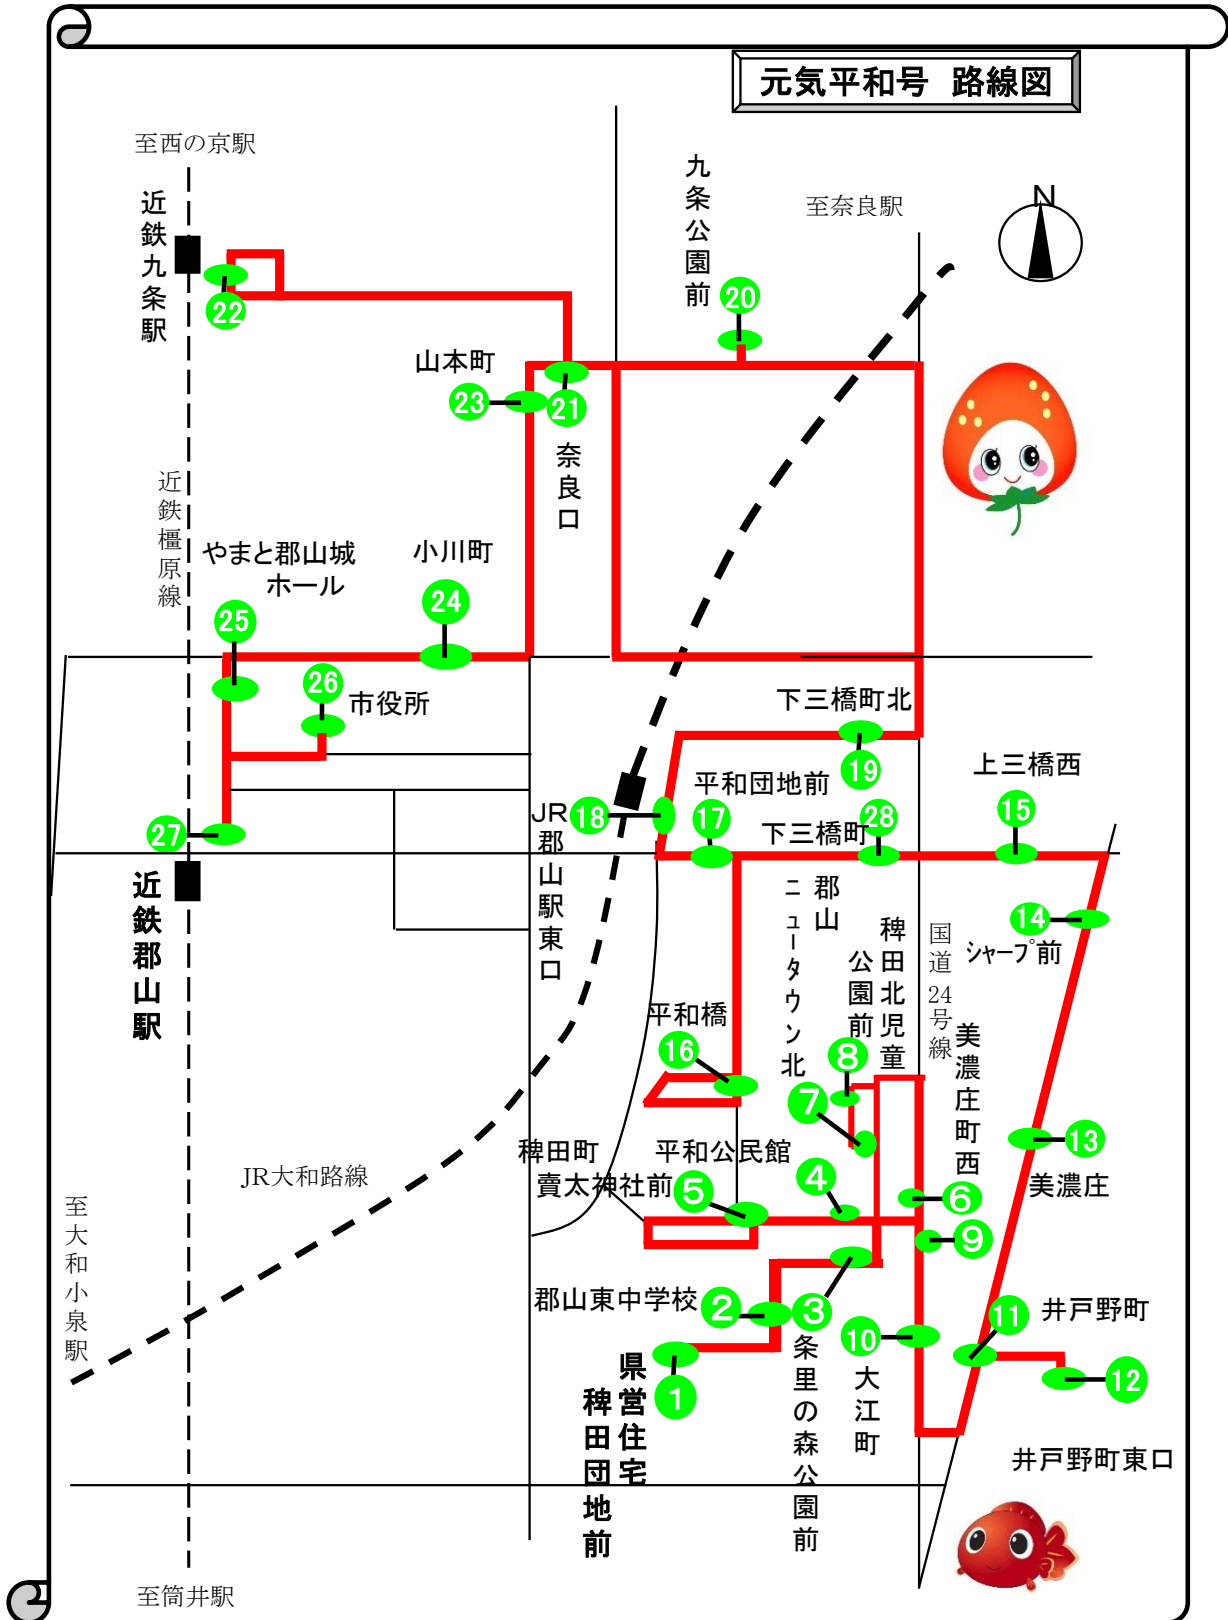 元気平和号 路線図
至西の京駅
近鉄九条駅
九条公園前
至奈良駅
N
22
20
山本町
23
21
奈良口
近鉄橿原線
やまと郡山城
ホール
小川町
25
24
26
市役所
下三橋町北
19
上三橋西
平和団地前
JR郡山駅東口
18
17
下三橋町
28
15
27
近鉄郡山駅
郡山
ニュータウン北
稗田北児童
公園前
国道24号線
14
シャープ前
平和橋
16
8
7
美濃庄町西
13
美濃庄
稗田町
賣太神社前
平和公民館
5
4
6
9
JR大和路線
至大和小泉駅
郡山東中学校
2
3
10
11
井戸野町
12
1
県営住宅
稗田団地前
条里の森公園前
大江町
井戸野町東口
至筒井駅